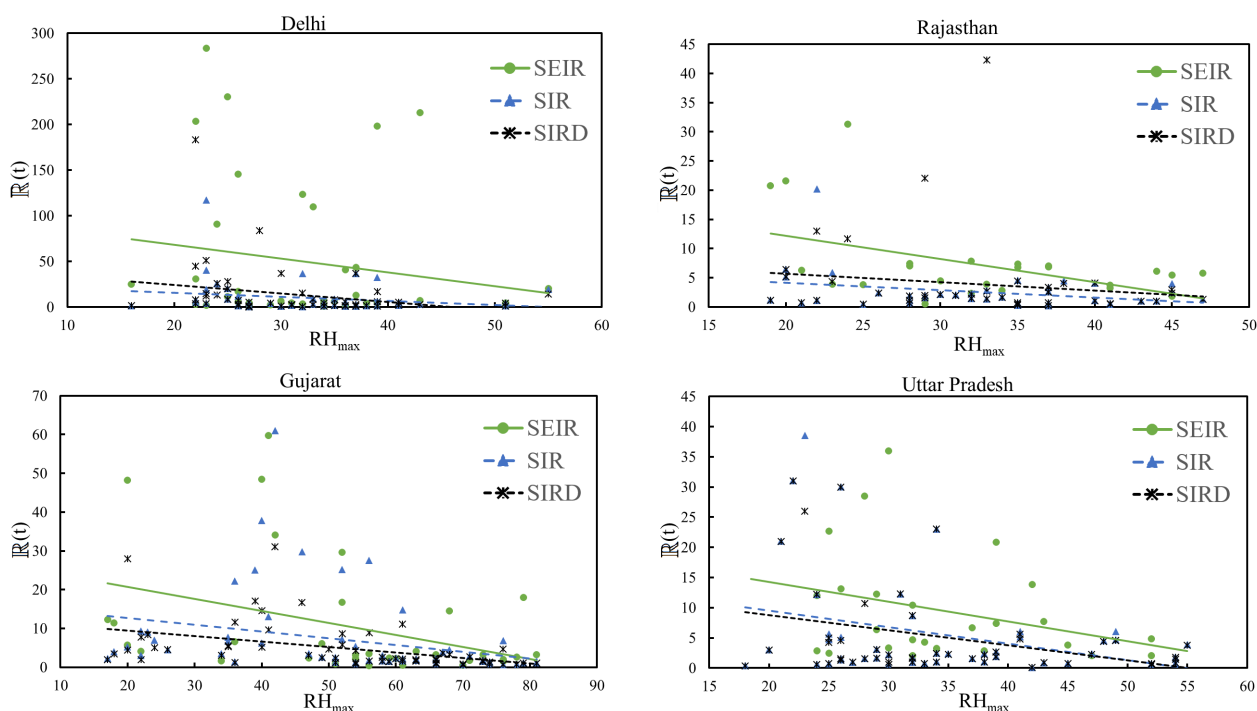 Delhi
300
250
200
150
100
50
0
10 20 30 40 50 60
ℝ(t)
RHmax
SEIR
SIR
SIRD
Rajasthan
45
40
35
30
25
20
15
10
5
0
15 20 25 30 35 40 45 50
ℝ(t)
RHmax
SEIR
SIR
SIRD
Gujarat
70
60
50
40
30
20
10
0
10 20 30 40 50 60 70 80 90
ℝ(t)
RHmax
SEIR
SIR
SIRD
Uttar Pradesh
45
40
35
30
25
20
15
10
5
0
15 20 25 30 35 40 45 50 55 60
ℝ(t)
RHmax
SEIR
SIR
SIRD